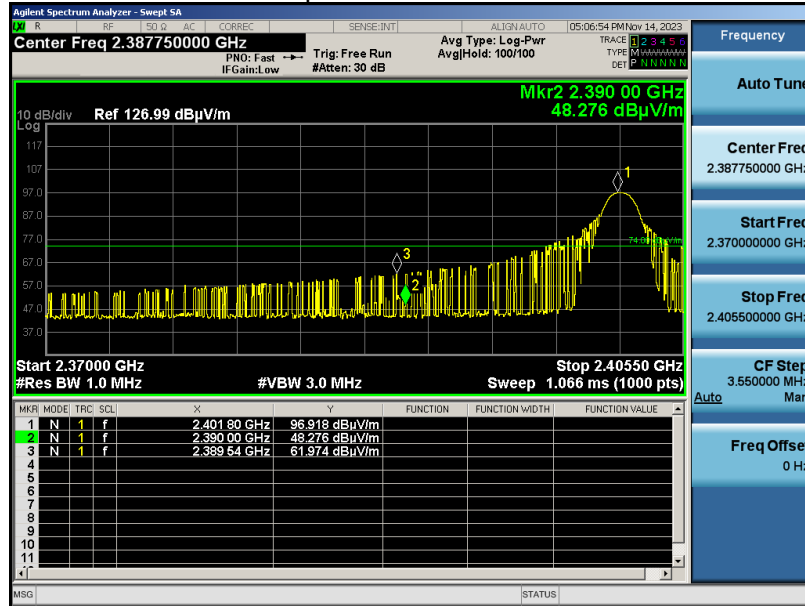 Agilent Spectrum Analyzer - Swept SA
LXI R RF 50 Ω AC CORREC SENSE:INT ALIGN AUTO 05:06:54 PM Nov 14, 2023
Center Freq 2.387750000 GHz
PNO: Fast
IFGain:Low
Trig: Free Run
#Atten: 30 dB
Avg Type: Log-Pwr
Avg|Hold: 100/100
TRACE 1 2 3 4 5 6
TYPE M
DET P N N N N N
Mkr2 2.390 00 GHz
48.276 dBµV/m
10 dB/div Ref 126.99 dBµV/m
Log
117
107
97.0
87.0
77.0
67.0
57.0
47.0
37.0
1
3
2
Start 2.37000 GHz Stop 2.40550 GHz
#Res BW 1.0 MHz #VBW 3.0 MHz Sweep 1.066 ms (1000 pts)
MKR MODE TRC SCL X Y FUNCTION FUNCTION WIDTH FUNCTION VALUE
1 N 1 f 2.401 80 GHz 96.918 dBµV/m
2 N 1 f 2.390 00 GHz 48.276 dBµV/m
3 N 1 f 2.389 54 GHz 61.974 dBµV/m
4
5
6
7
8
9
10
11
MSG STATUS
Frequency
Auto Tune
Center Freq
2.387750000 GHz
Start Freq
2.370000000 GHz
Stop Freq
2.405500000 GHz
CF Step
3.550000 MHz
Auto Man
Freq Offset
0 Hz